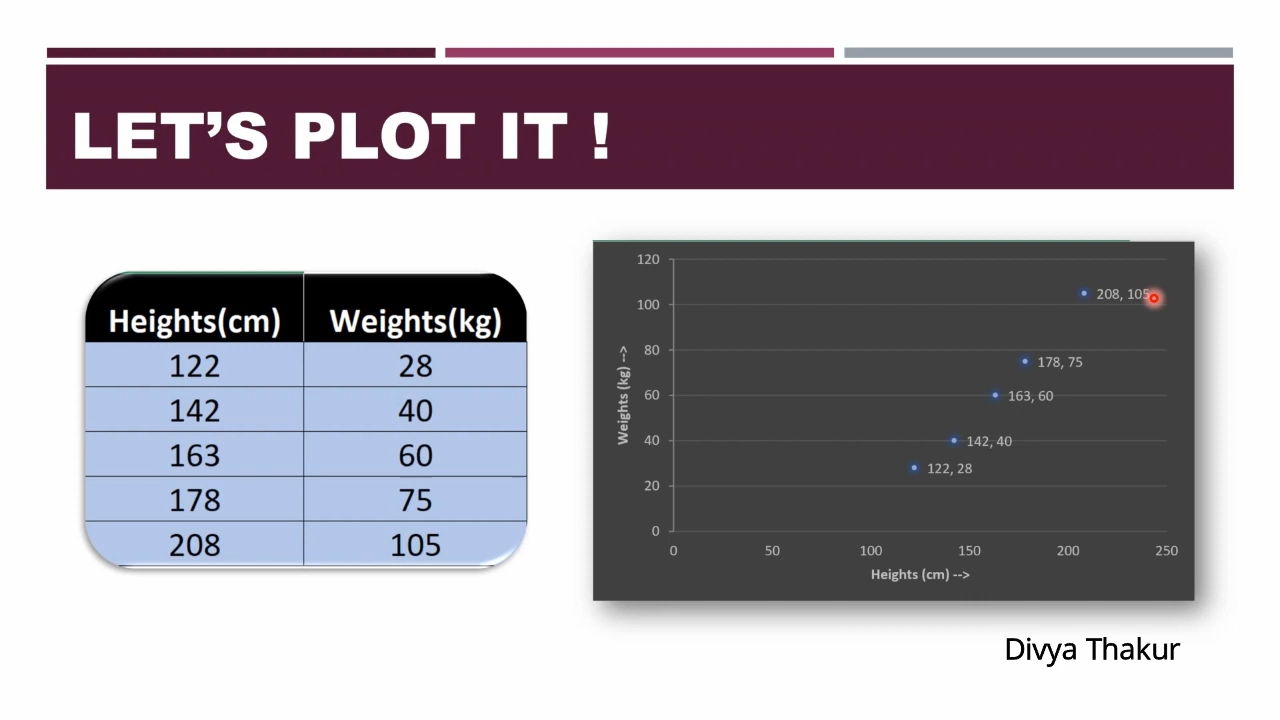 LET’S PLOT IT !
Heights(cm) Weights(kg)
122 28
142 40
163 60
178 75
208 105
120
100
80
60
40
20
0
Weights (kg) -->
208, 105
178, 75
163, 60
142, 40
122, 28
0 50 100 150 200 250
Heights (cm) -->
Divya Thakur